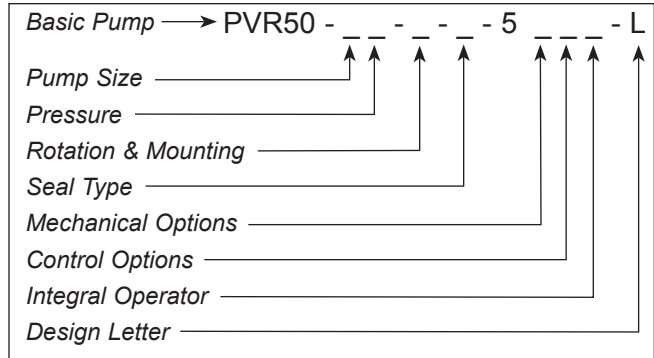 Basic Pump PVR50 - _ _ - _ - _ - 5 _ _ _ - L
Pump Size
Pressure
Rotation & Mounting
Seal Type
Mechanical Options
Control Options
Integral Operator
Design Letter